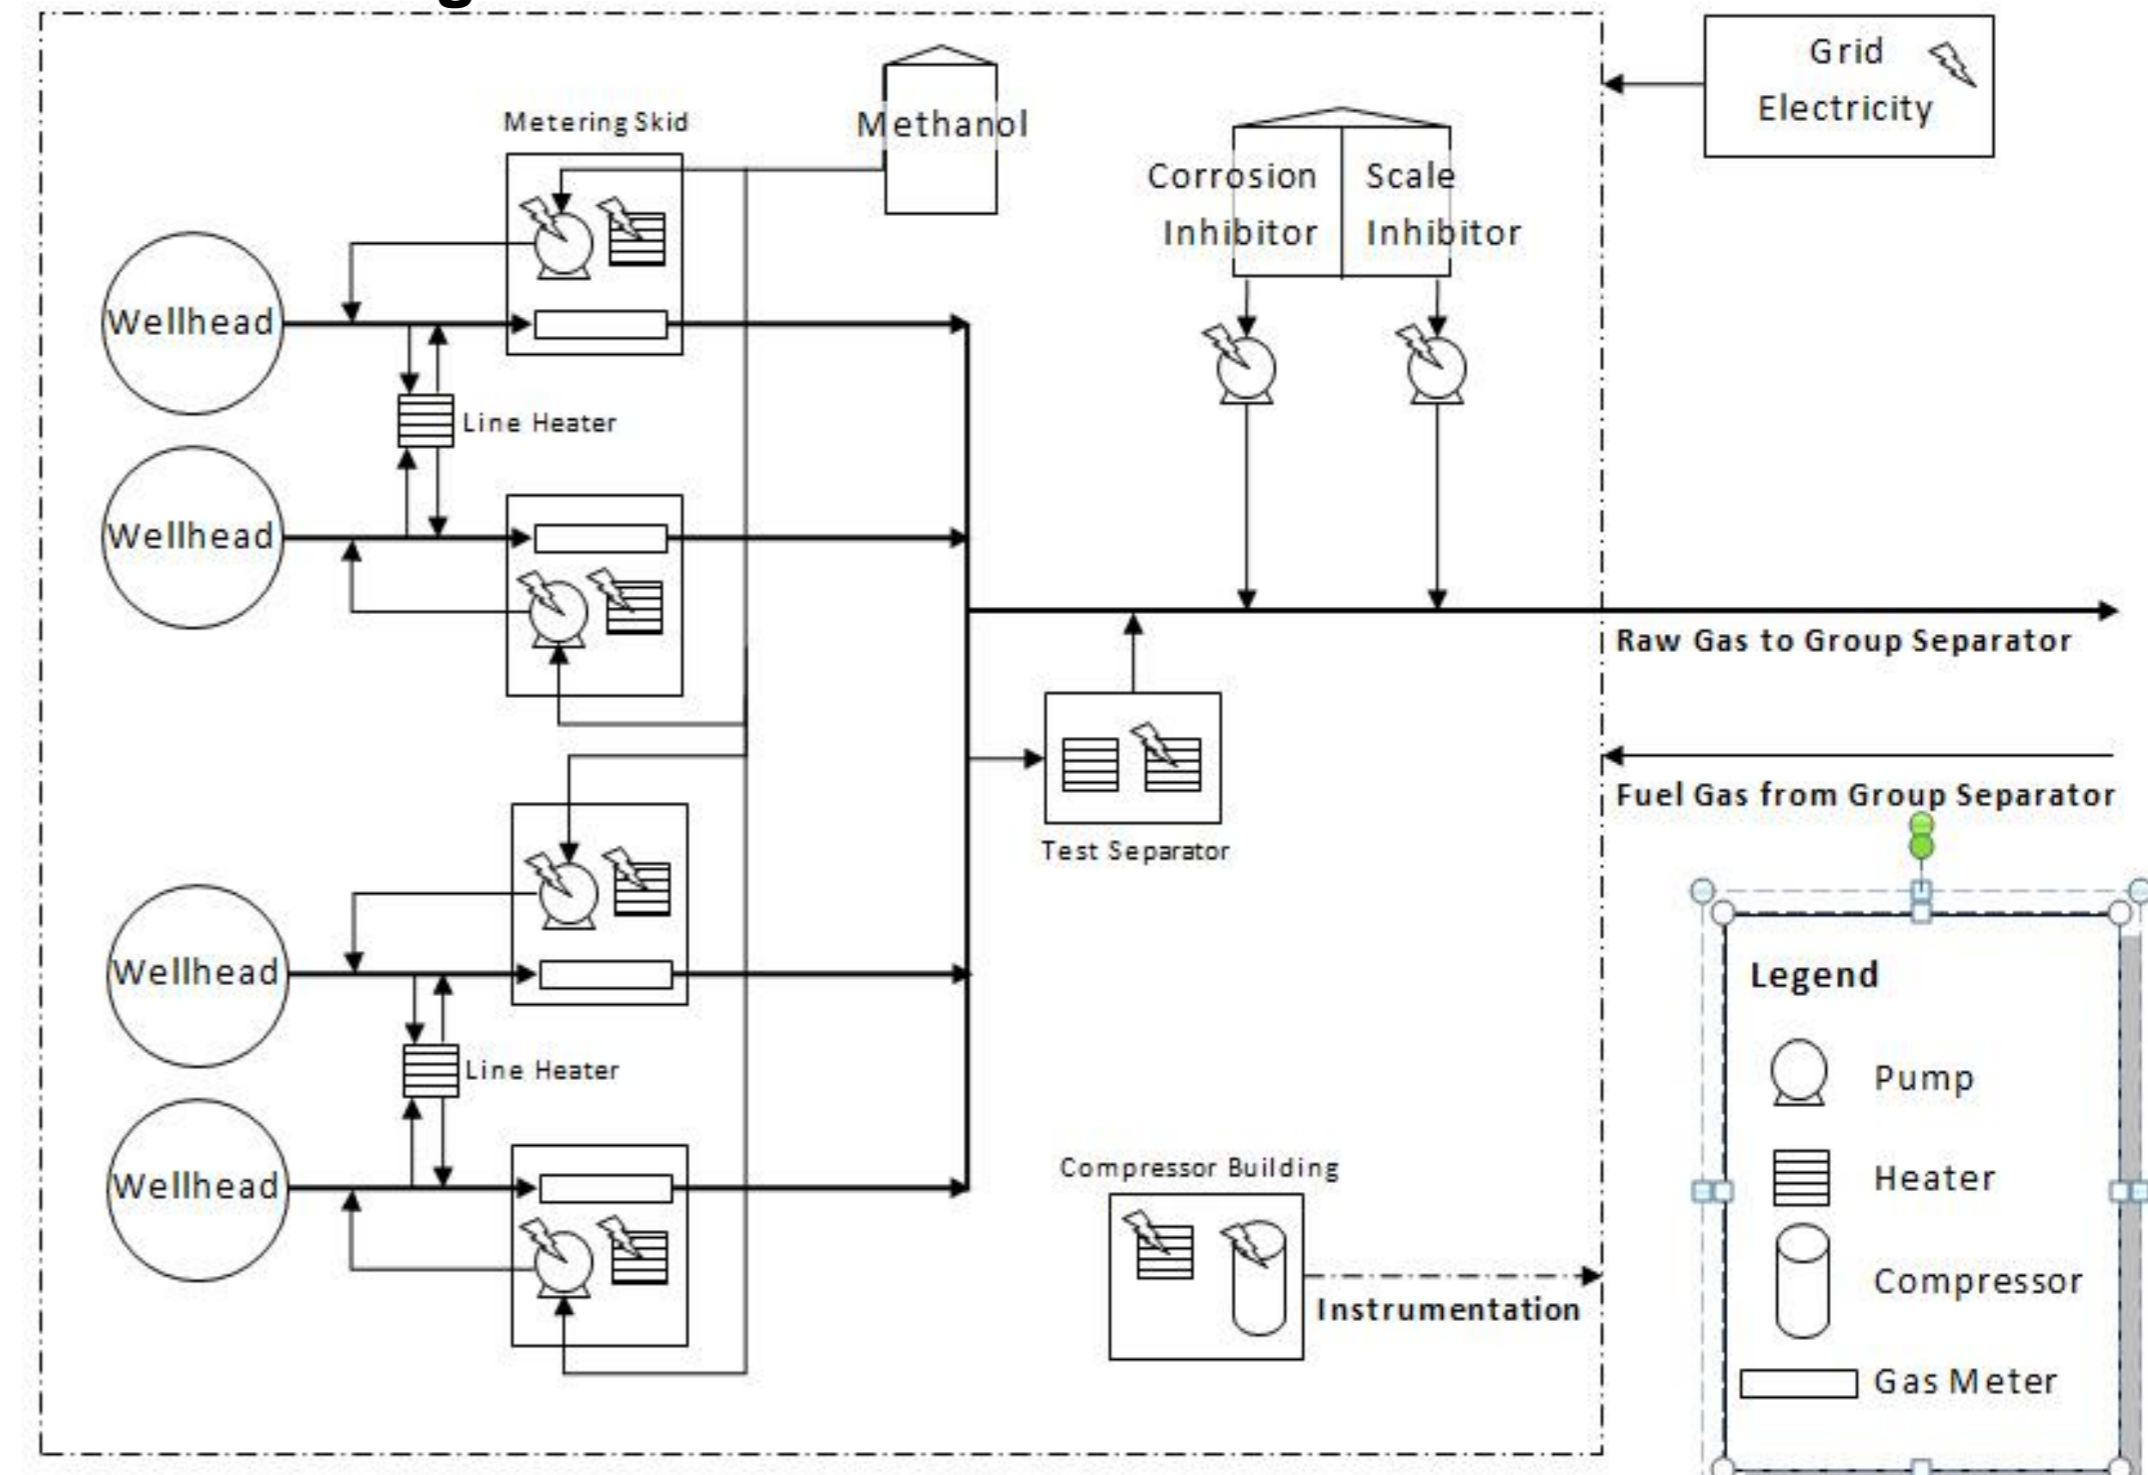 Grid
Electricity
Metering Skid
Methanol
Corrosion
Inhibitor
Scale
Inhibitor
Wellhead
Line Heater
Wellhead
Raw Gas to Group Separator
Fuel Gas from Group Separator
Test Separator
Wellhead
Line Heater
Wellhead
Compressor Building
Instrumentation
Legend
Pump
Heater
Compressor
Gas Meter